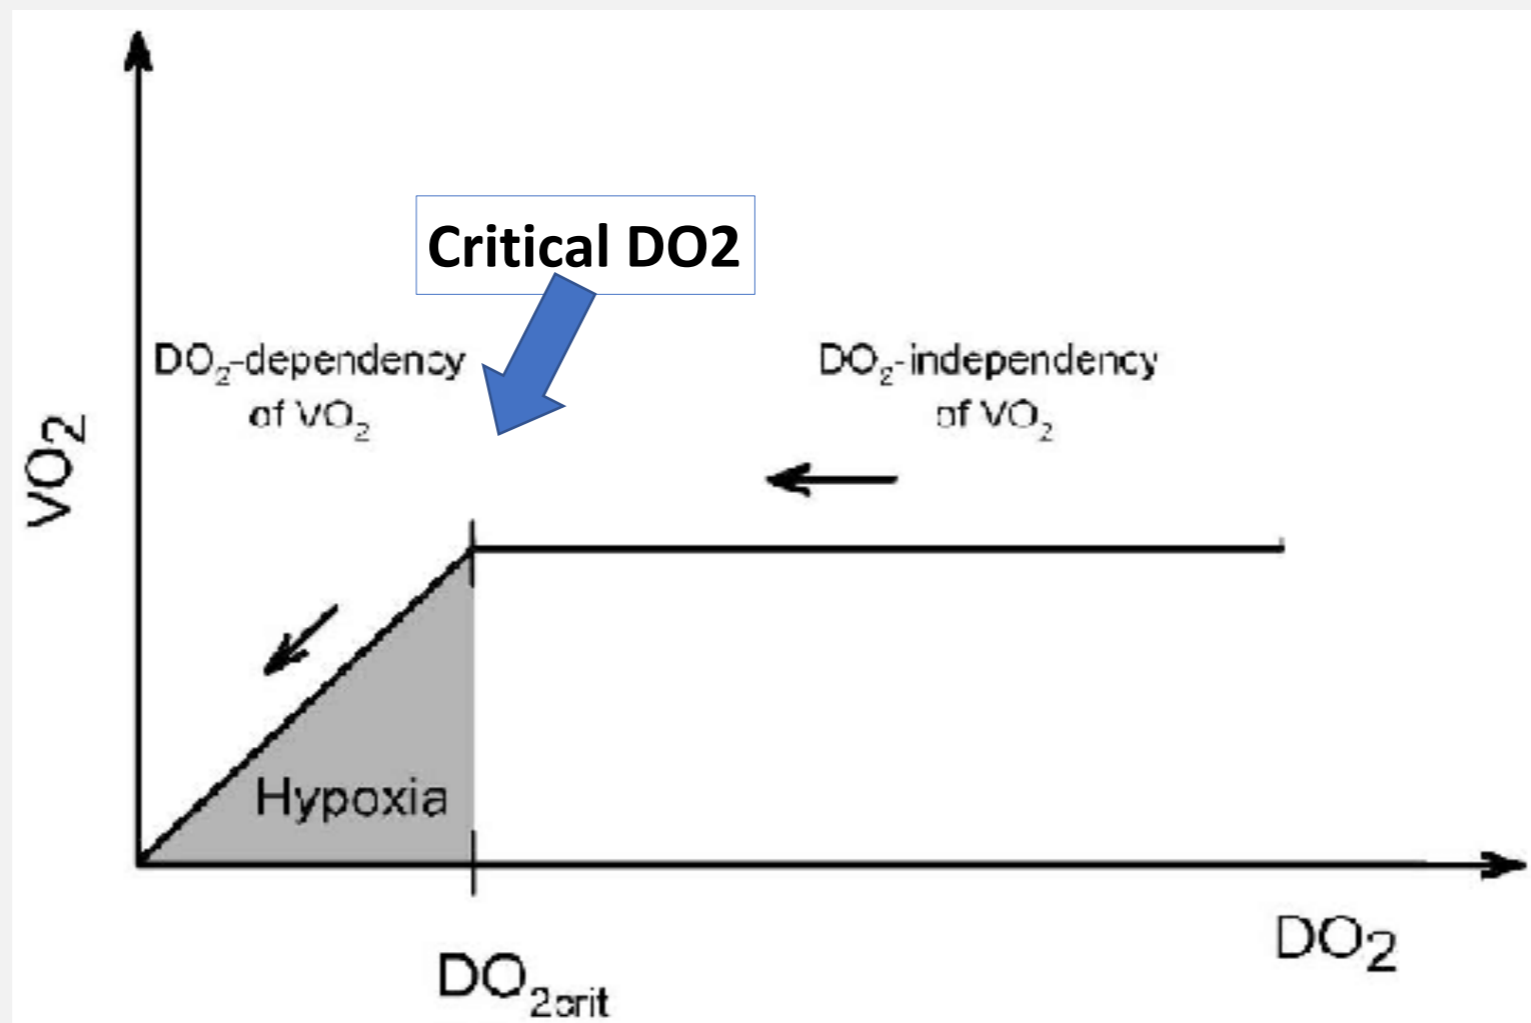 Critical DO2
DO₂-dependency
of VO₂
DO₂-independency
of VO₂
VO₂
Hypoxia
DO₂
DO₂crit